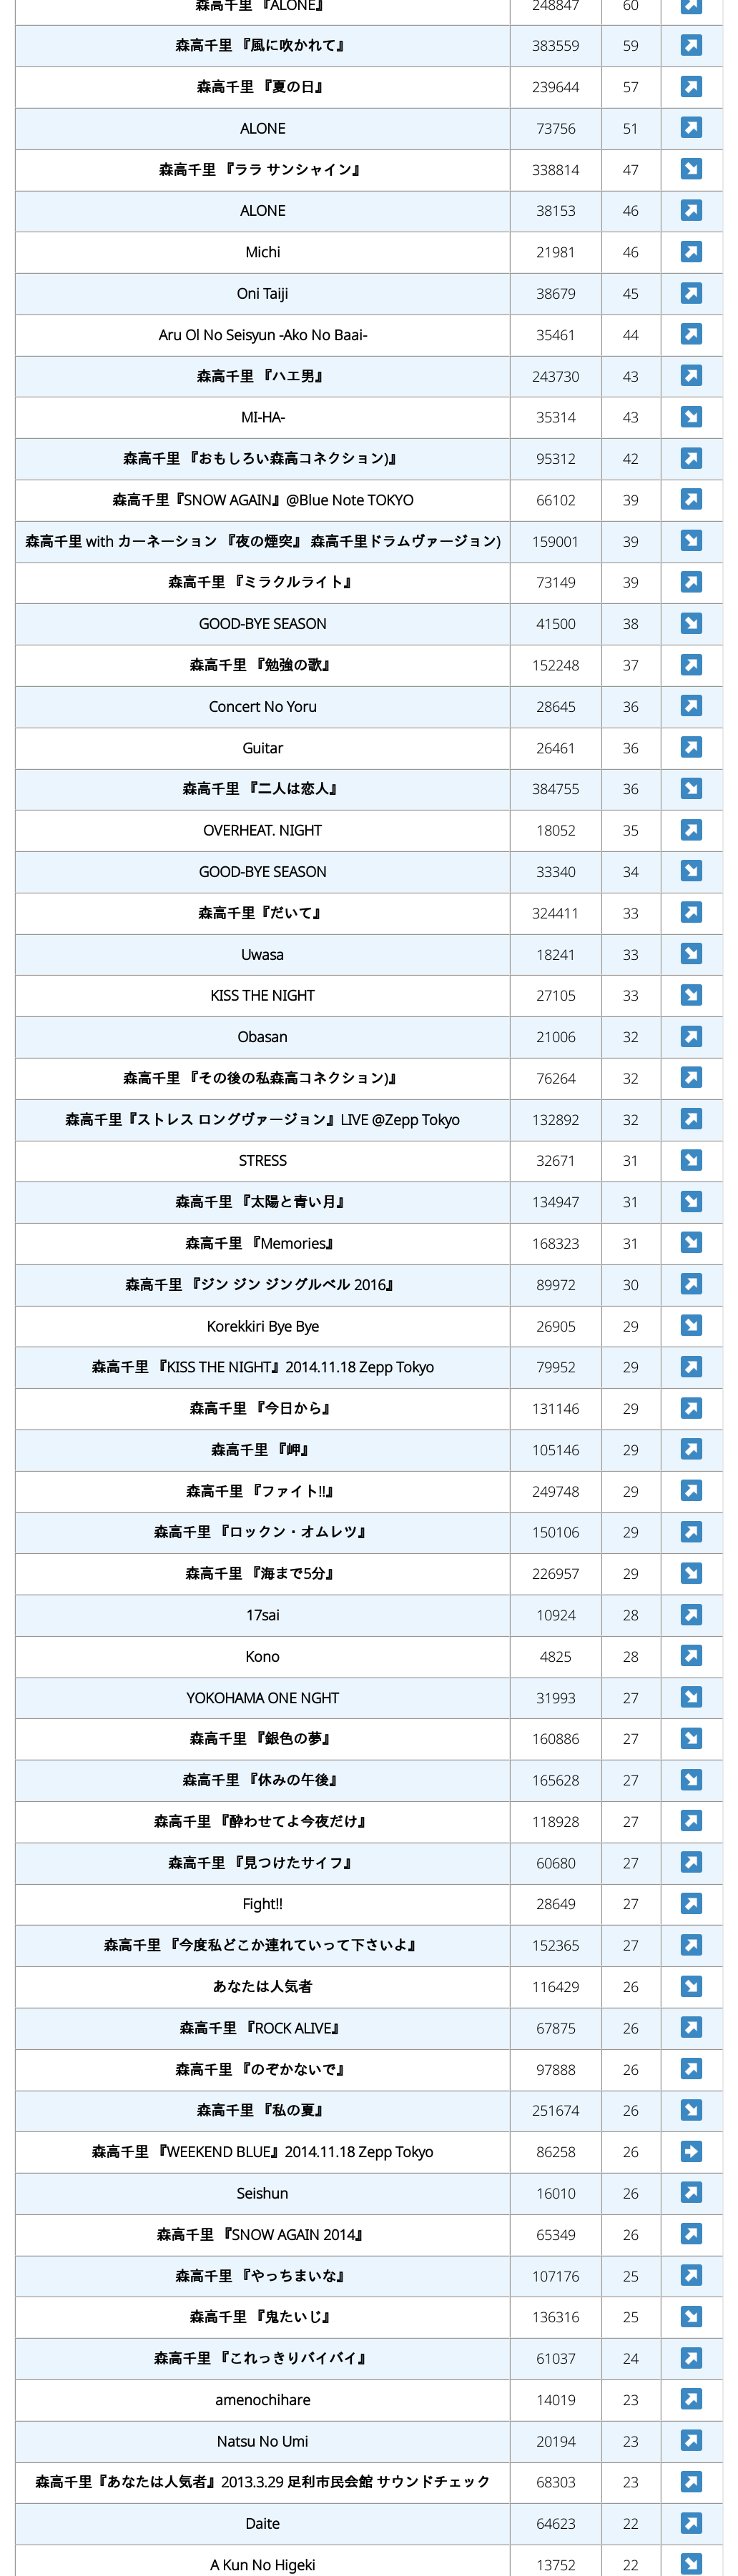 森高千里 『ALONE』 248847 60
森高千里 『風に吹かれて』 383559 59
森高千里 『夏の日』 239644 57
ALONE 73756 51
森高千里 『ララ サンシャイン』 338814 47
ALONE 38153 46
Michi 21981 46
Oni Taiji 38679 45
Aru Ol No Seisyun -Ako No Baai- 35461 44
森高千里 『ハエ男』 243730 43
MI-HA- 35314 43
森高千里 『おもしろい森高コネクション)』 95312 42
森高千里『SNOW AGAIN』@Blue Note TOKYO 66102 39
森高千里 with カーネーション 『夜の煙突』 森高千里ドラムヴァージョン) 159001 39
森高千里 『ミラクルライト』 73149 39
GOOD-BYE SEASON 41500 38
森高千里 『勉強の歌』 152248 37
Concert No Yoru 28645 36
Guitar 26461 36
森高千里 『二人は恋人』 384755 36
OVERHEAT. NIGHT 18052 35
GOOD-BYE SEASON 33340 34
森高千里『だいて』 324411 33
Uwasa 18241 33
KISS THE NIGHT 27105 33
Obasan 21006 32
森高千里 『その後の私森高コネクション)』 76264 32
森高千里『ストレス ロングヴァージョン』LIVE @Zepp Tokyo 132892 32
STRESS 32671 31
森高千里 『太陽と青い月』 134947 31
森高千里 『Memories』 168323 31
森高千里 『ジン ジン ジングルベル 2016』 89972 30
Korekkiri Bye Bye 26905 29
森高千里 『KISS THE NIGHT』2014.11.18 Zepp Tokyo 79952 29
森高千里 『今日から』 131146 29
森高千里 『岬』 105146 29
森高千里 『ファイト!!』 249748 29
森高千里 『ロックン・オムレツ』 150106 29
森高千里 『海まで5分』 226957 29
17sai 10924 28
Kono 4825 28
YOKOHAMA ONE NGHT 31993 27
森高千里 『銀色の夢』 160886 27
森高千里 『休みの午後』 165628 27
森高千里 『酔わせてよ今夜だけ』 118928 27
森高千里 『見つけたサイフ』 60680 27
Fight!! 28649 27
森高千里 『今度私どこか連れていって下さいよ』 152365 27
あなたは人気者 116429 26
森高千里 『ROCK ALIVE』 67875 26
森高千里 『のぞかないで』 97888 26
森高千里 『私の夏』 251674 26
森高千里 『WEEKEND BLUE』2014.11.18 Zepp Tokyo 86258 26
Seishun 16010 26
森高千里 『SNOW AGAIN 2014』 65349 26
森高千里 『やっちまいな』 107176 25
森高千里 『鬼たいじ』 136316 25
森高千里 『これっきりバイバイ』 61037 24
amenochihare 14019 23
Natsu No Umi 20194 23
森高千里『あなたは人気者』2013.3.29 足利市民会館 サウンドチェック 68303 23
Daite 64623 22
A Kun No Higeki 13752 22